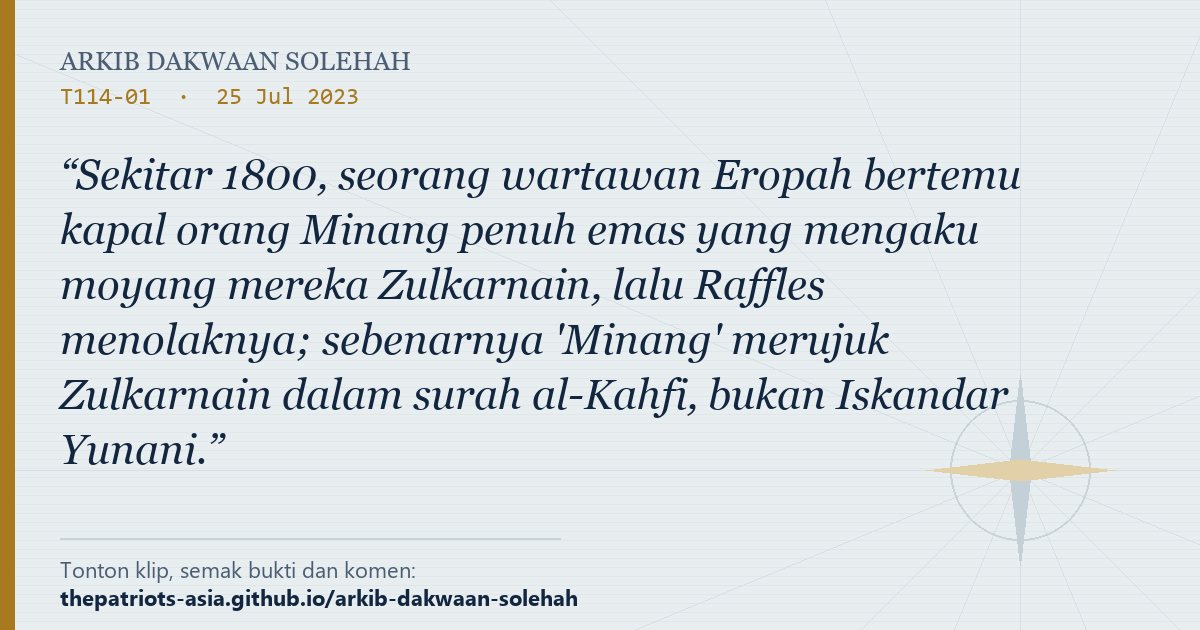 ARKIB DAKWAAN SOLEHAH
T114-01 · 25 Jul 2023
“Sekitar 1800, seorang wartawan Eropah bertemu
kapal orang Minang penuh emas yang mengaku
moyang mereka Zulkarnain, lalu Raffles
menolaknya; sebenarnya 'Minang' merujuk
Zulkarnain dalam surah al-Kahfi, bukan Iskandar
Yunani.”
Tonton klip, semak bukti dan komen:
thepatriots-asia.github.io/arkib-dakwaan-solehah